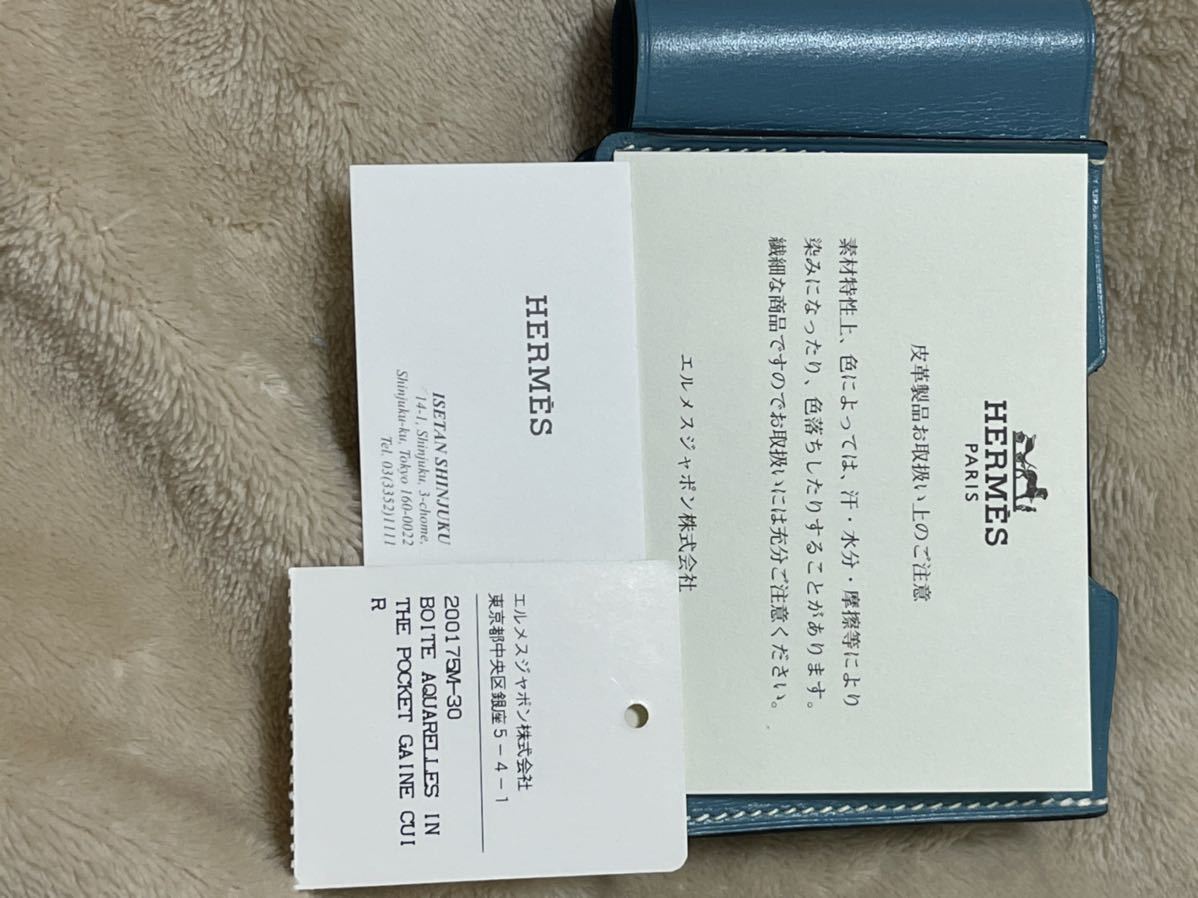 HERMÈS
PARIS
皮革製品お取扱い上のご注意
素材特性上、色によっては、汗・水分・摩擦等により
染みになったり、色落ちしたりすることがあります。
繊細な商品ですのでお取扱いには充分ご注意ください。
エルメスジャポン株式会社
HERMÈS
ISETAN SHINJUKU
14-1, Shinjuku, 3-chome,
Shinjuku-ku, Tokyo 160-0022
Tel. 03(3352)1111
エルメスジャポン株式会社
東京都中央区銀座5-4-1
200175M-30
BOITE AQUARELLES IN
THE POCKET GAINE CUI
R